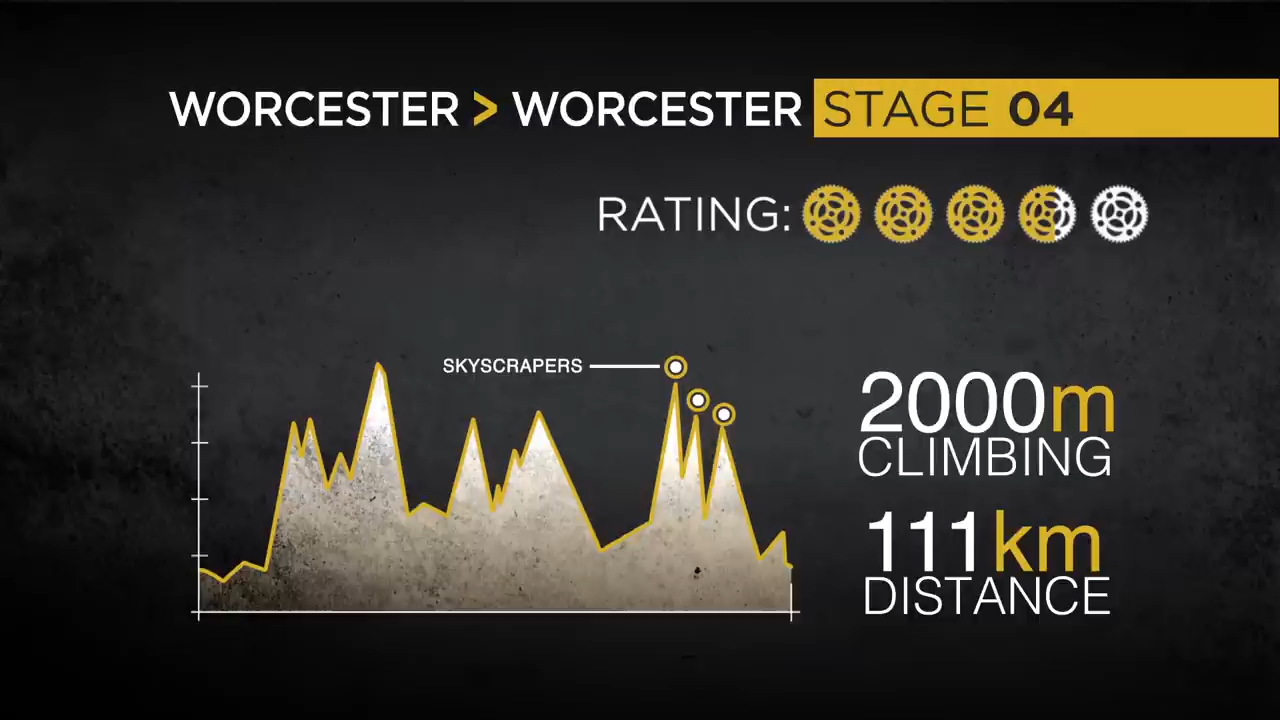 WORCESTER > WORCESTER STAGE 04
RATING:
SKYSCRAPERS
2000m
CLIMBING
111km
DISTANCE